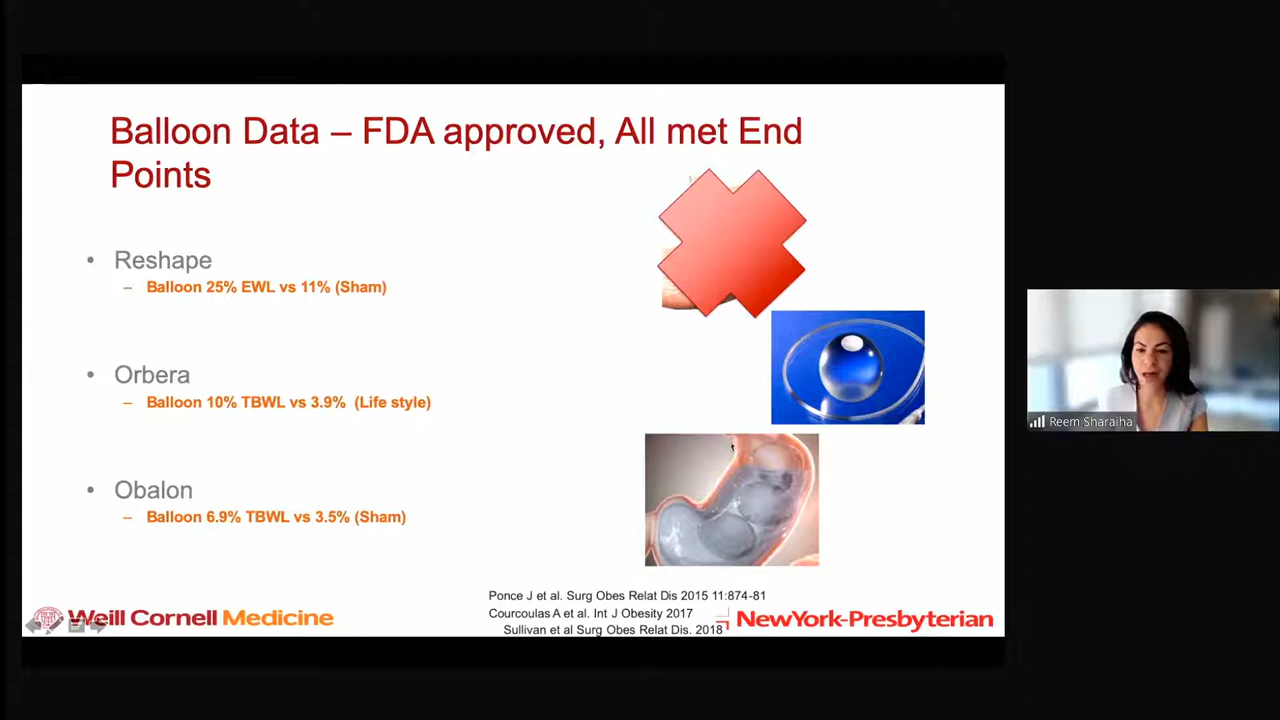 Balloon Data – FDA approved, All met End
Points
• Reshape
– Balloon 25% EWL vs 11% (Sham)
• Orbera
– Balloon 10% TBWL vs 3.9% (Life style)
• Obalon
– Balloon 6.9% TBWL vs 3.5% (Sham)
Ponce J et al. Surg Obes Relat Dis 2015 11:874-81
Courcoulas A et al. Int J Obesity 2017
Sullivan et al Surg Obes Relat Dis. 2018
Weill Cornell Medicine
NewYork-Presbyterian
Reem Sharaiha